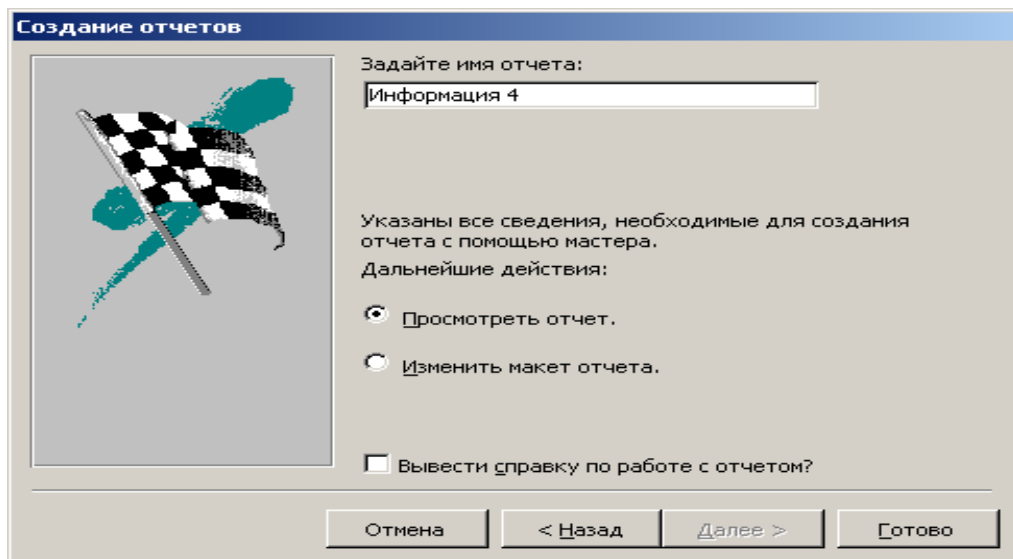 Создание отчетов
Задайте имя отчета:
Информация 4
Указаны все сведения, необходимые для создания
отчета с помощью мастера.
Дальнейшие действия:
Просмотреть отчет.
Изменить макет отчета.
Вывести справку по работе с отчетом?
Отмена
< Назад
Далее >
Готово